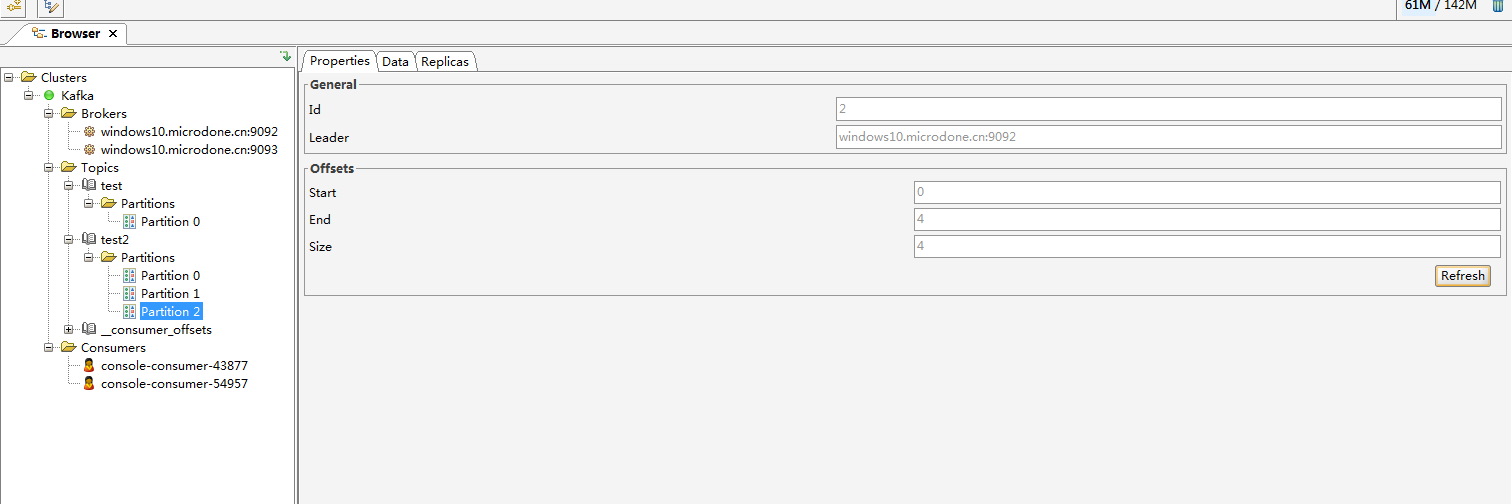 61M / 142M
Browser
Clusters
Kafka
Brokers
windows10.microdone.cn:9092
windows10.microdone.cn:9093
Topics
test
Partitions
Partition 0
test2
Partitions
Partition 0
Partition 1
Partition 2
__consumer_offsets
Consumers
console-consumer-43877
console-consumer-54957
Properties Data Replicas
General
Id 2
Leader windows10.microdone.cn:9092
Offsets
Start 0
End 4
Size 4
Refresh